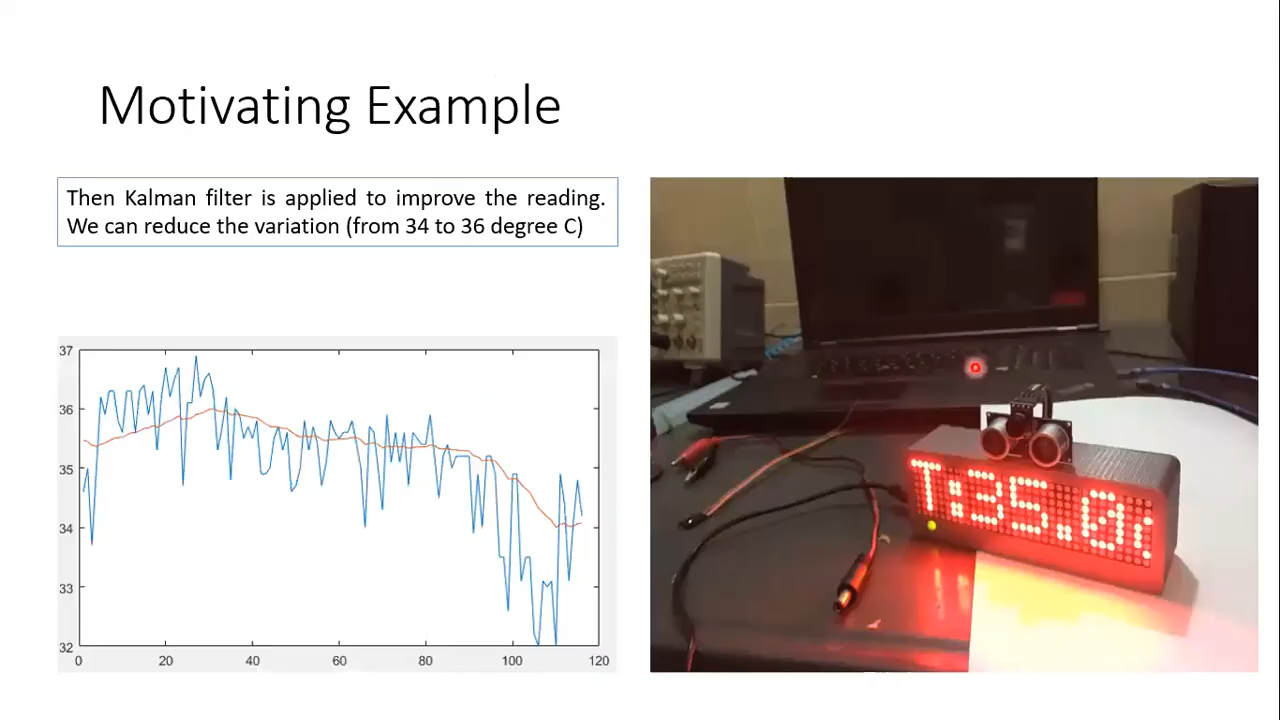 Motivating Example
Then Kalman filter is applied to improve the reading.
We can reduce the variation (from 34 to 36 degree C)
37
36
35
34
33
32
0 20 40 60 80 100 120
T:35.0